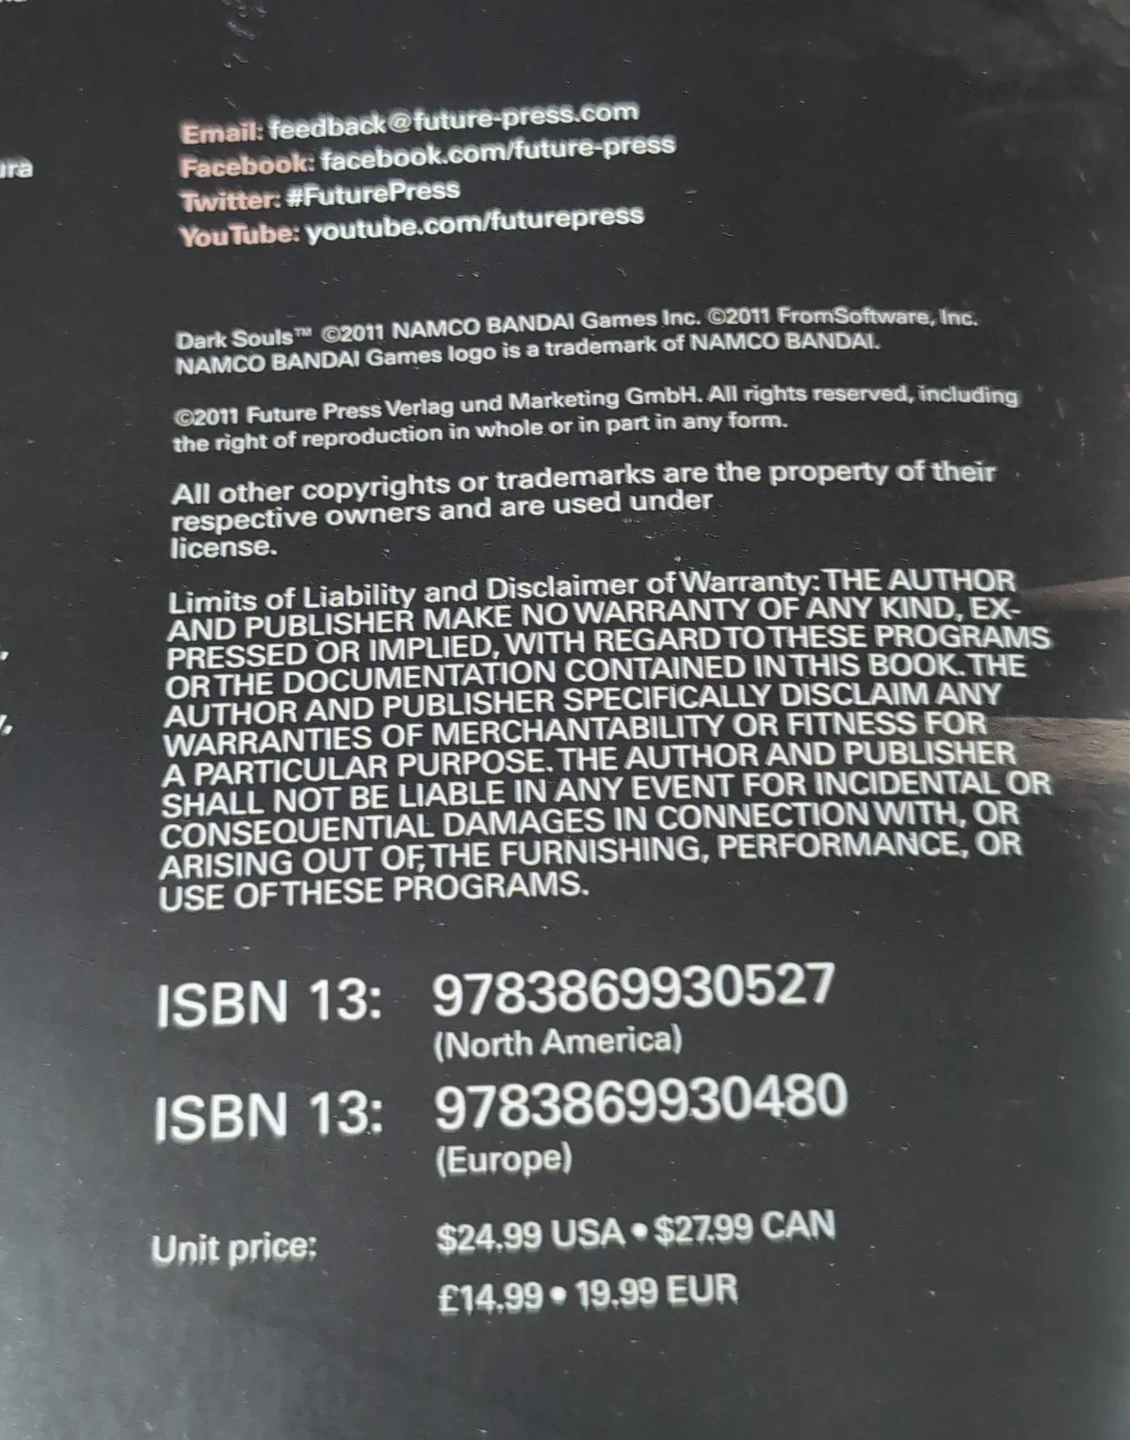 ura
Email: feedback@future-press.com
Facebook: facebook.com/future-press
Twitter: #FuturePress
YouTube: youtube.com/futurepress
Dark Souls™ ©2011 NAMCO BANDAI Games Inc. ©2011 FromSoftware, Inc.
NAMCO BANDAI Games logo is a trademark of NAMCO BANDAI.
©2011 Future Press Verlag und Marketing GmbH. All rights reserved, including
the right of reproduction in whole or in part in any form.
All other copyrights or trademarks are the property of their
respective owners and are used under
license.
Limits of Liability and Disclaimer of Warranty: THE AUTHOR
AND PUBLISHER MAKE NO WARRANTY OF ANY KIND, EX-
PRESSED OR IMPLIED, WITH REGARD TO THESE PROGRAMS
OR THE DOCUMENTATION CONTAINED IN THIS BOOK. THE
AUTHOR AND PUBLISHER SPECIFICALLY DISCLAIM ANY
WARRANTIES OF MERCHANTABILITY OR FITNESS FOR
A PARTICULAR PURPOSE. THE AUTHOR AND PUBLISHER
SHALL NOT BE LIABLE IN ANY EVENT FOR INCIDENTAL OR
CONSEQUENTIAL DAMAGES IN CONNECTION WITH, OR
ARISING OUT OF, THE FURNISHING, PERFORMANCE, OR
USE OF THESE PROGRAMS.
ISBN 13: 9783869930527
(North America)
ISBN 13: 9783869930480
(Europe)
Unit price: $24.99 USA • $27.99 CAN
£14.99 • 19.99 EUR